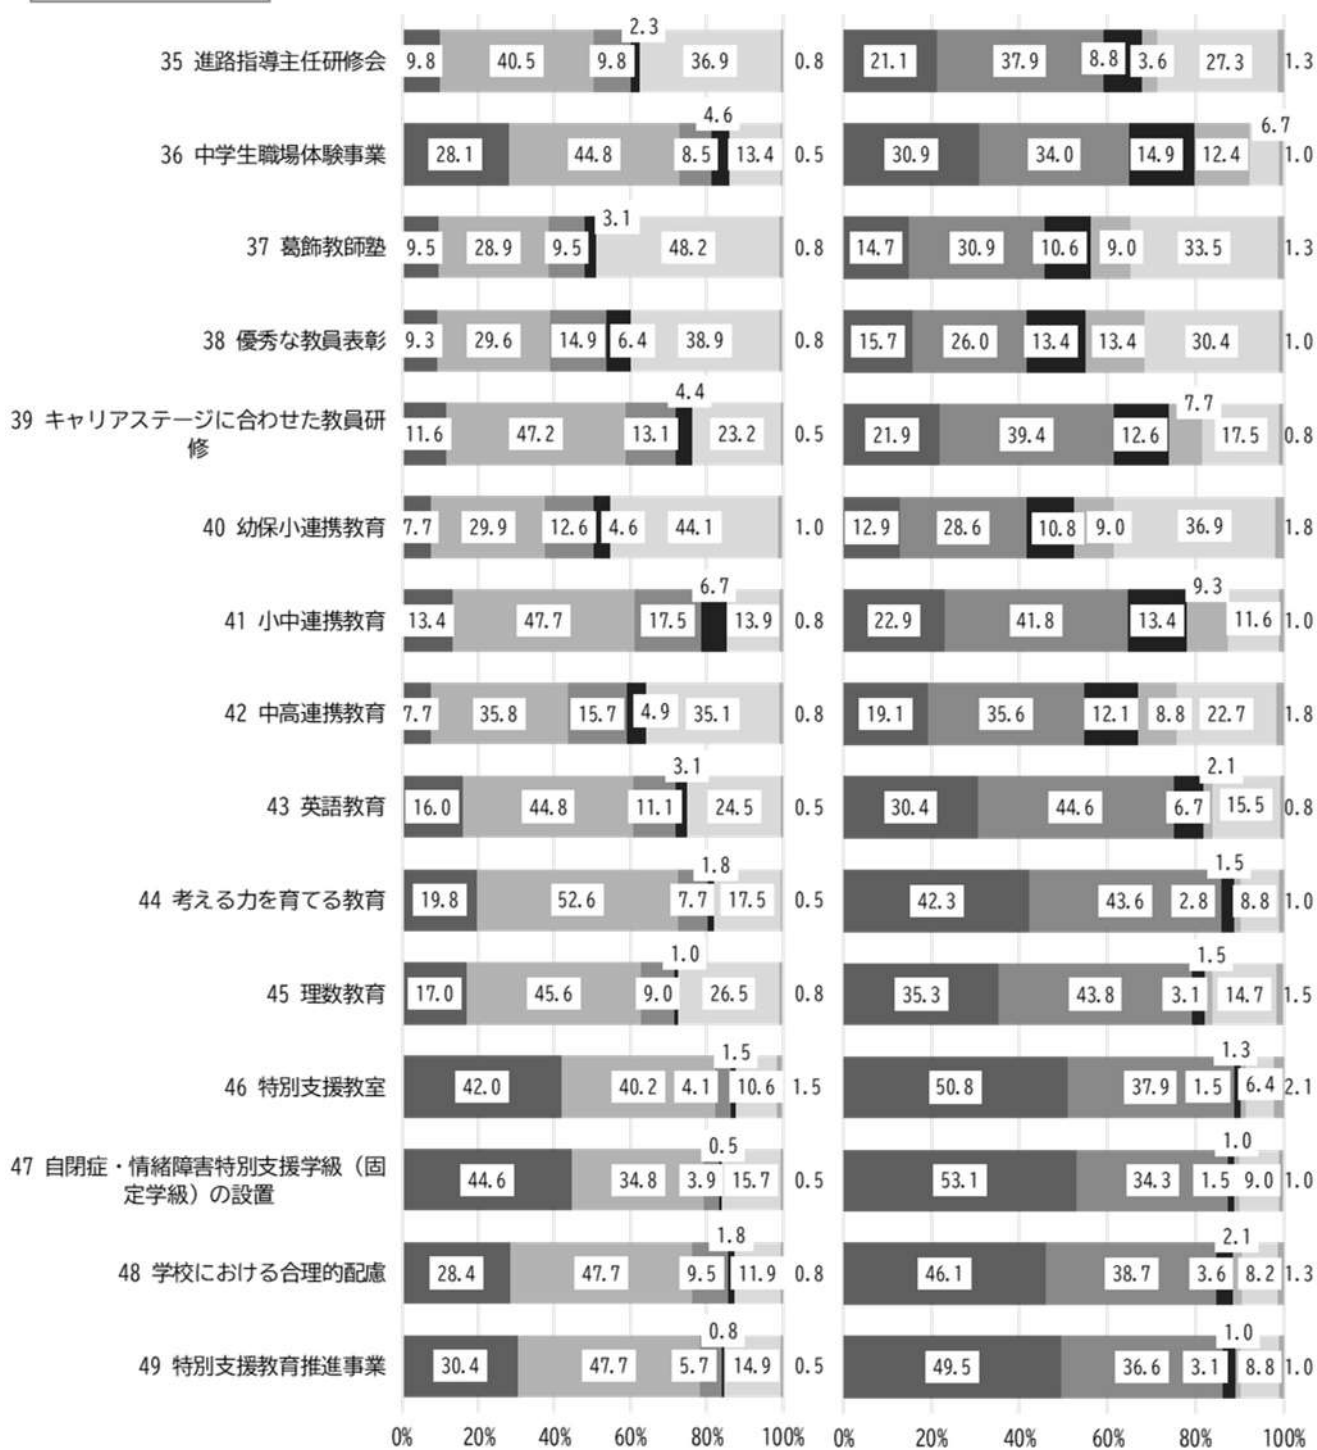 2.3
35 進路指導主任研修会 9.8 40.5 9.8 36.9 0.8 21.1 37.9 8.8 3.6 27.3 1.3
4.6 6.7
36 中学生職場体験事業 28.1 44.8 8.5 13.4 0.5 30.9 34.0 14.9 12.4 1.0
3.1
37 葛飾教師塾 9.5 28.9 9.5 48.2 0.8 14.7 30.9 10.6 9.0 33.5 1.3
38 優秀な教員表彰 9.3 29.6 14.9 6.4 38.9 0.8 15.7 26.0 13.4 13.4 30.4 1.0
4.4 7.7
39 キャリアステージに合わせた教員研
修 11.6 47.2 13.1 23.2 0.5 21.9 39.4 12.6 17.5 0.8
40 幼保小連携教育 7.7 29.9 12.6 4.6 44.1 1.0 12.9 28.6 10.8 9.0 36.9 1.8
6.7 9.3
41 小中連携教育 13.4 47.7 17.5 13.9 0.8 22.9 41.8 13.4 11.6 1.0
42 中高連携教育 7.7 35.8 15.7 4.9 35.1 0.8 19.1 35.6 12.1 8.8 22.7 1.8
3.1 2.1
43 英語教育 16.0 44.8 11.1 24.5 0.5 30.4 44.6 6.7 15.5 0.8
1.8 1.5
44 考える力を育てる教育 19.8 52.6 7.7 17.5 0.5 42.3 43.6 2.8 8.8 1.0
1.0 1.5
45 理数教育 17.0 45.6 9.0 26.5 0.8 35.3 43.8 3.1 14.7 1.5
1.5 1.3
46 特別支援教室 42.0 40.2 4.1 10.6 1.5 50.8 37.9 1.5 6.4 2.1
0.5 1.0
47 自閉症・情緒障害特別支援学級（固
定学級）の設置 44.6 34.8 3.9 15.7 0.5 53.1 34.3 1.5 9.0 1.0
1.8 2.1
48 学校における合理的配慮 28.4 47.7 9.5 11.9 0.8 46.1 38.7 3.6 8.2 1.3
0.8 1.0
49 特別支援教育推進事業 30.4 47.7 5.7 14.9 0.5 49.5 36.6 3.1 8.8 1.0
0% 20% 40% 60% 80% 100% 0% 20% 40% 60% 80% 100%